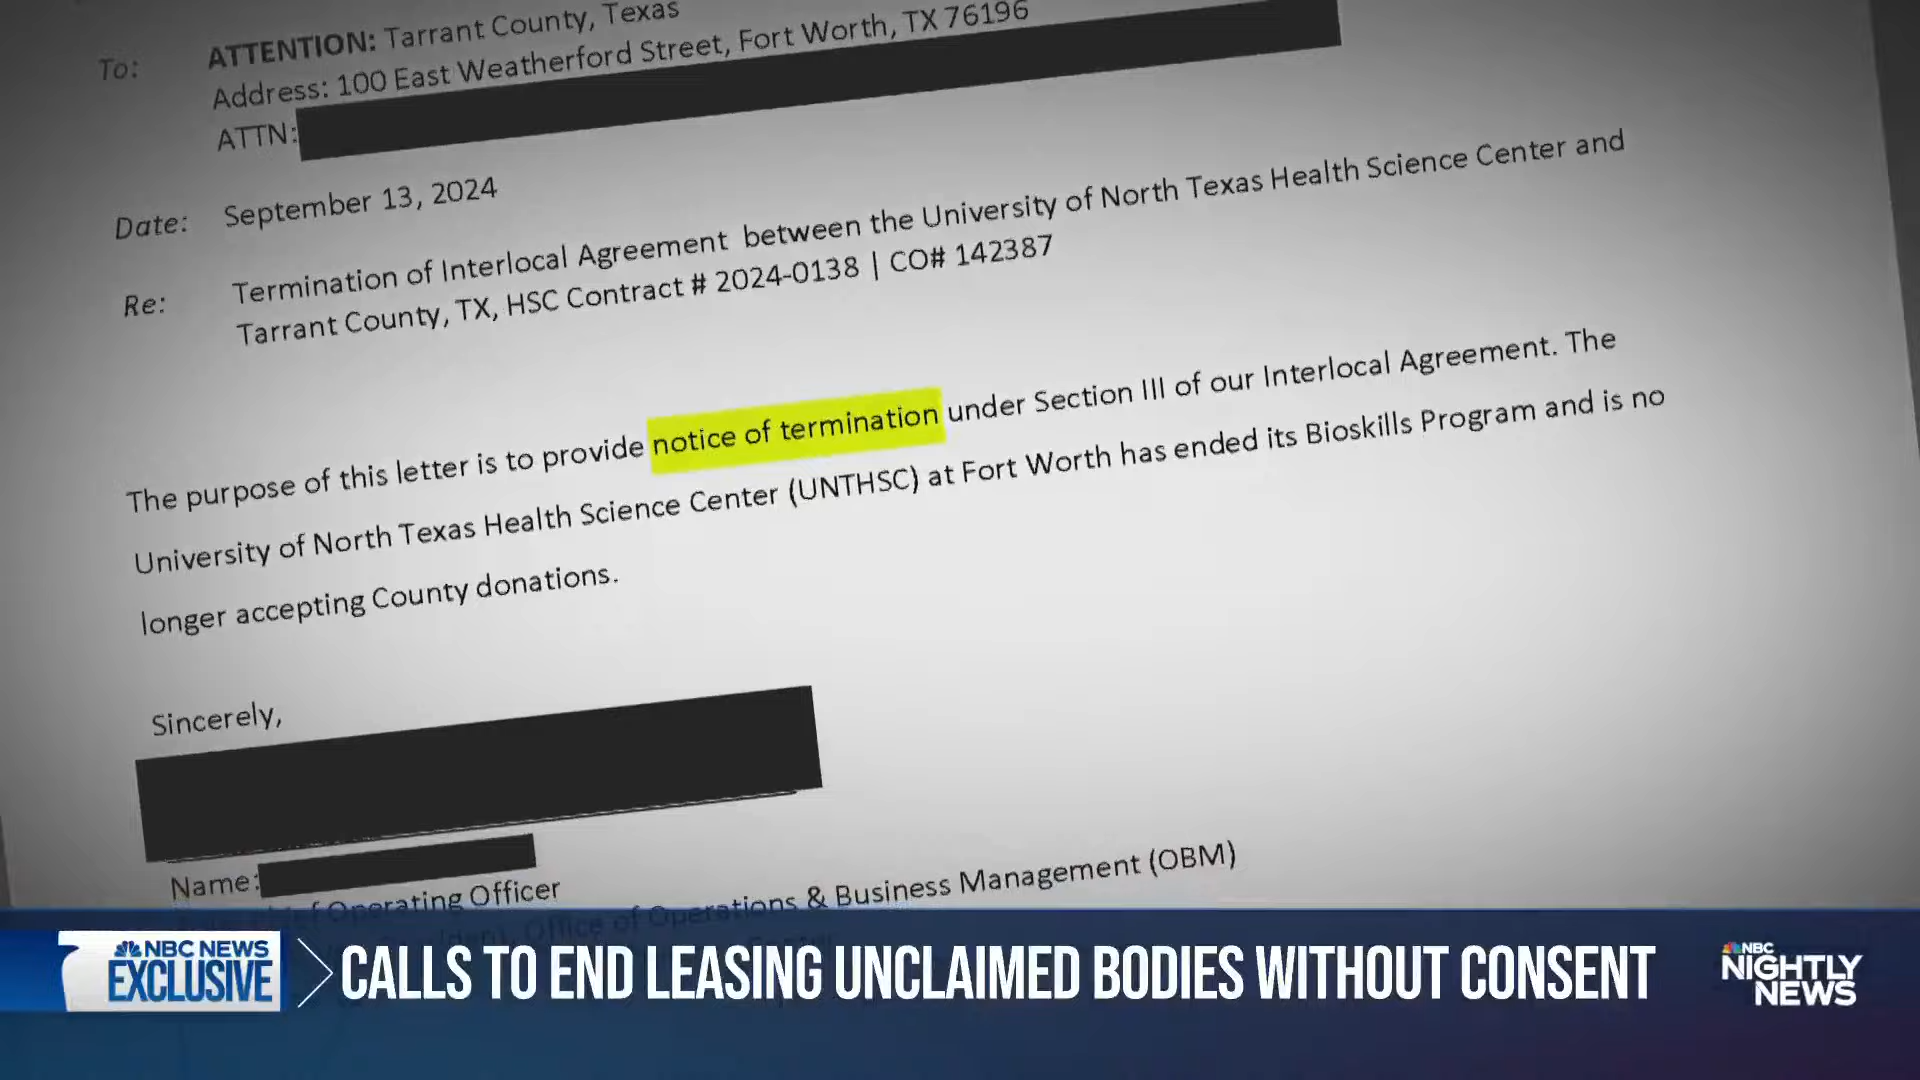 To: ATTENTION: Tarrant County, Texas
Address: 100 East Weatherford Street, Fort Worth, TX 76196
ATTN:
Date: September 13, 2024
Re: Termination of Interlocal Agreement between the University of North Texas Health Science Center and
Tarrant County, TX, HSC Contract # 2024-0138 | CO# 142387
The purpose of this letter is to provide notice of termination under Section III of our Interlocal Agreement. The
University of North Texas Health Science Center (UNTHSC) at Fort Worth has ended its Bioskills Program and is no
longer accepting County donations.
Sincerely,
Name:
Chief Operating Officer
Office of Operations & Business Management (OBM)
NBC NEWS
EXCLUSIVE
CALLS TO END LEASING UNCLAIMED BODIES WITHOUT CONSENT
NBC
NIGHTLY
NEWS